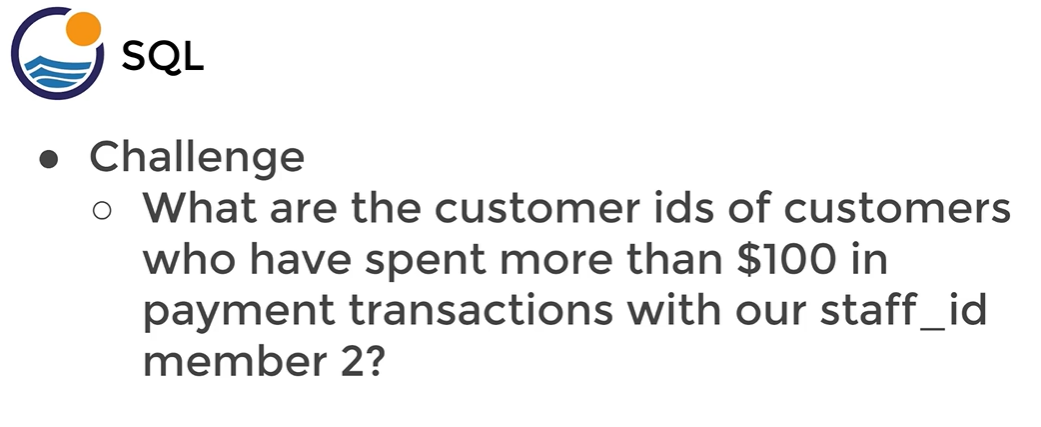 SQL
● Challenge
○ What are the customer ids of customers
who have spent more than $100 in
payment transactions with our staff_id
member 2?